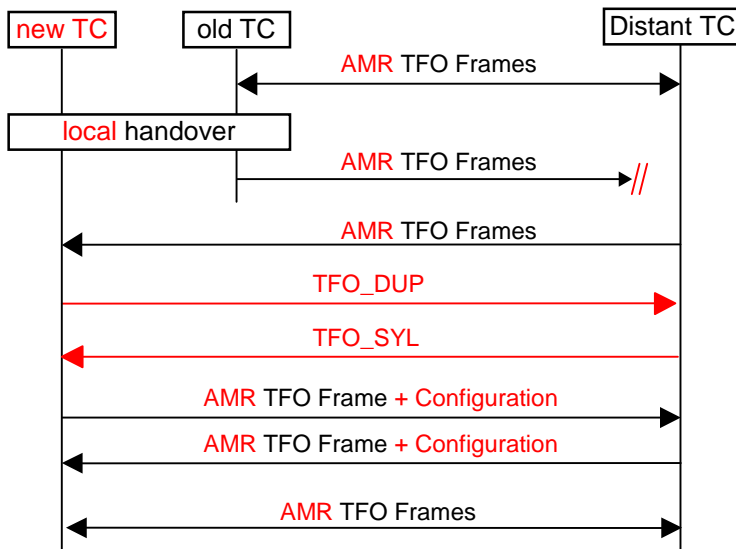 new TC
old TC
Distant TC
AMR TFO Frames
local handover
AMR TFO Frames
//
AMR TFO Frames
TFO_DUP
TFO_SYL
AMR TFO Frame + Configuration
AMR TFO Frame + Configuration
AMR TFO Frames